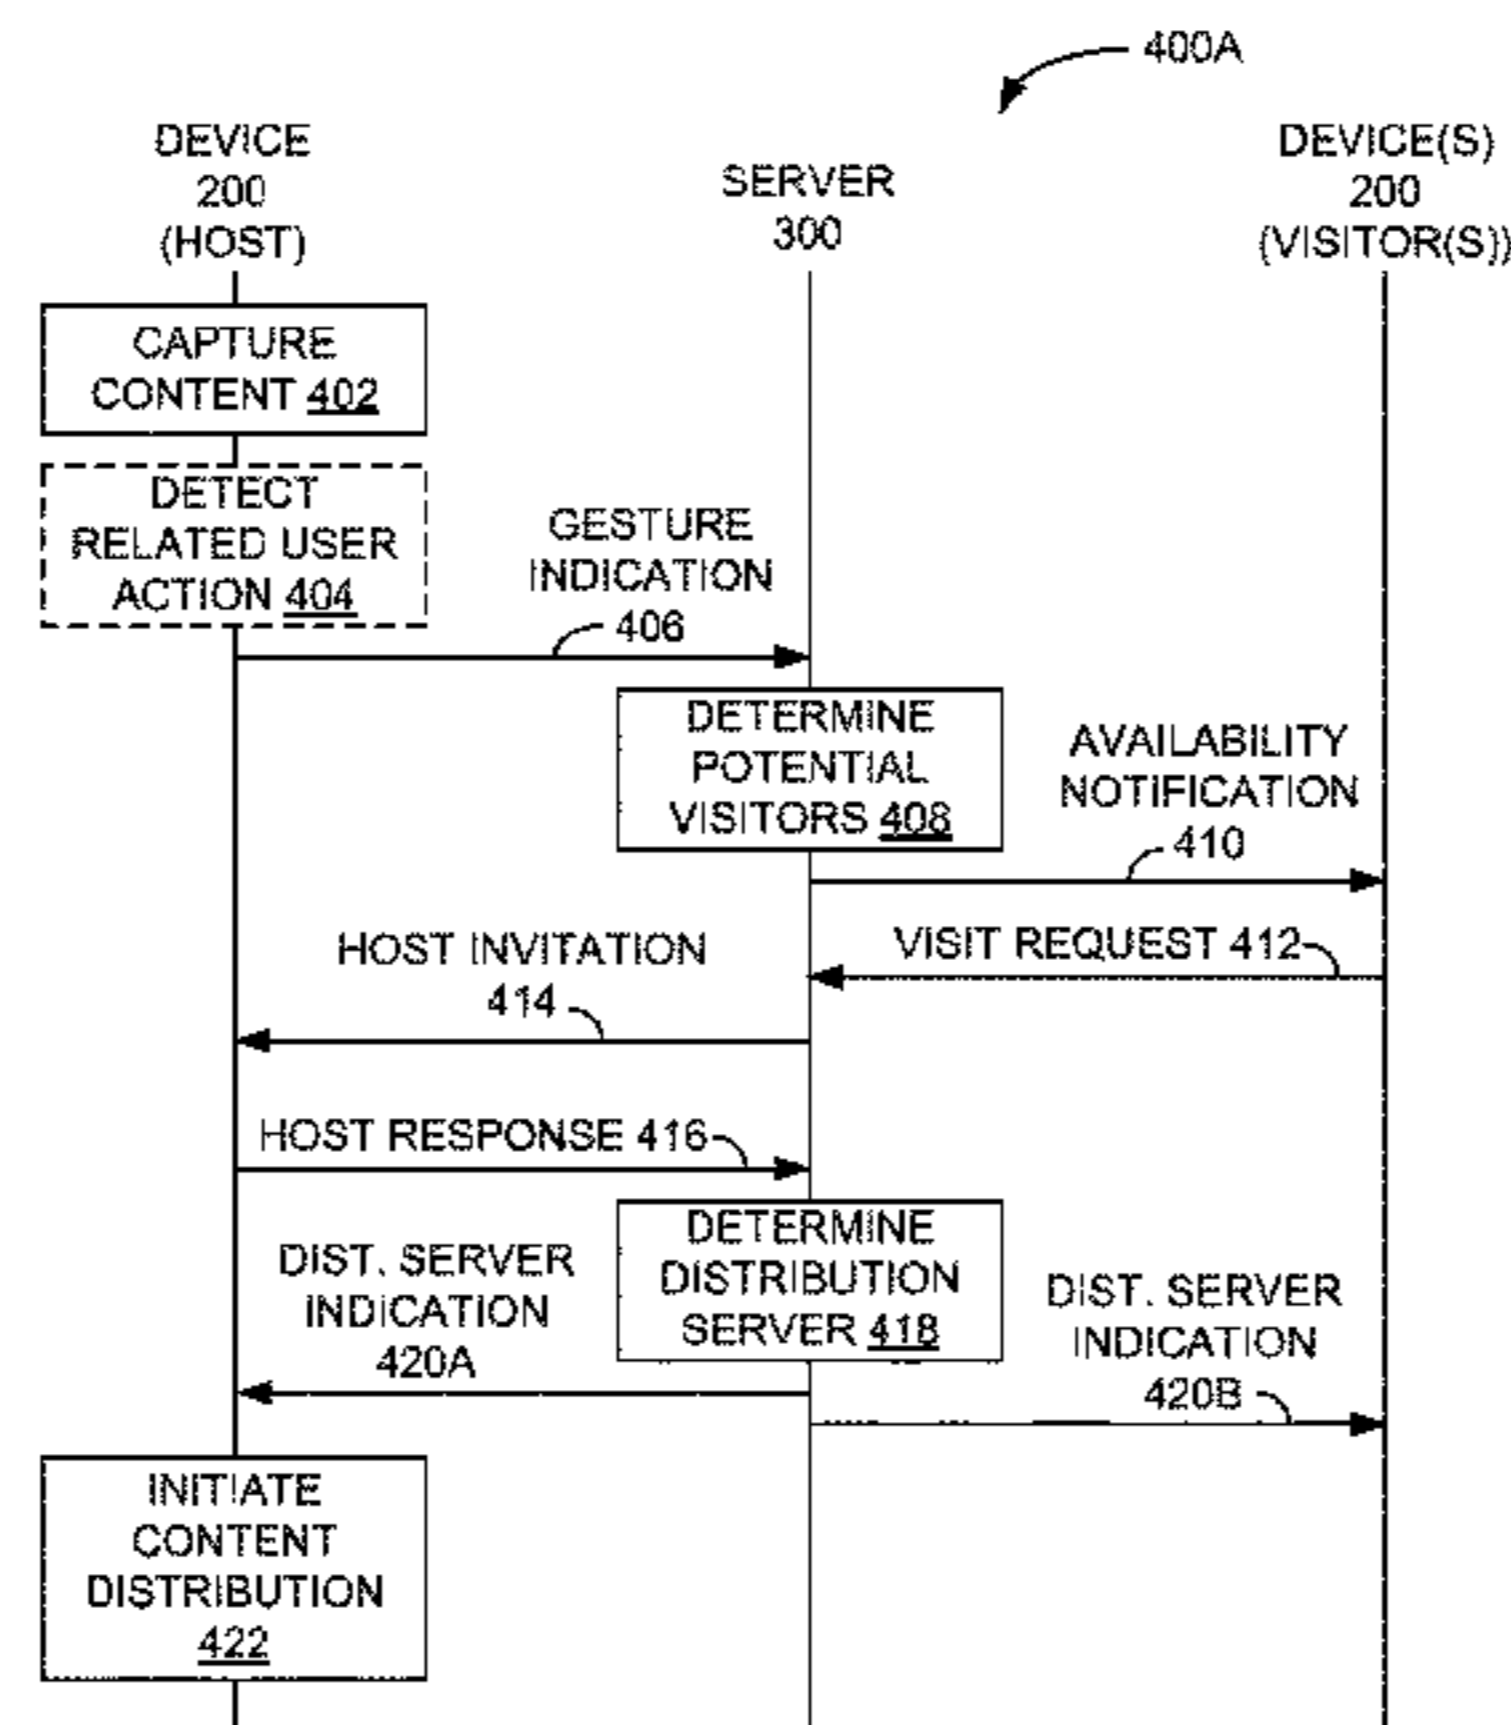 400A
DEVICE
200
(HOST)
SERVER
300
DEVICE(S)
200
(VISITOR(S))
CAPTURE
CONTENT 402
DETECT
RELATED USER
ACTION 404
GESTURE
INDICATION
406
DETERMINE
POTENTIAL
VISITORS 408
AVAILABILITY
NOTIFICATION
410
VISIT REQUEST 412
HOST INVITATION
414
HOST RESPONSE 416
DETERMINE
DISTRIBUTION
SERVER 418
DIST. SERVER
INDICATION
420A
DIST. SERVER
INDICATION
420B
INITIATE
CONTENT
DISTRIBUTION
422